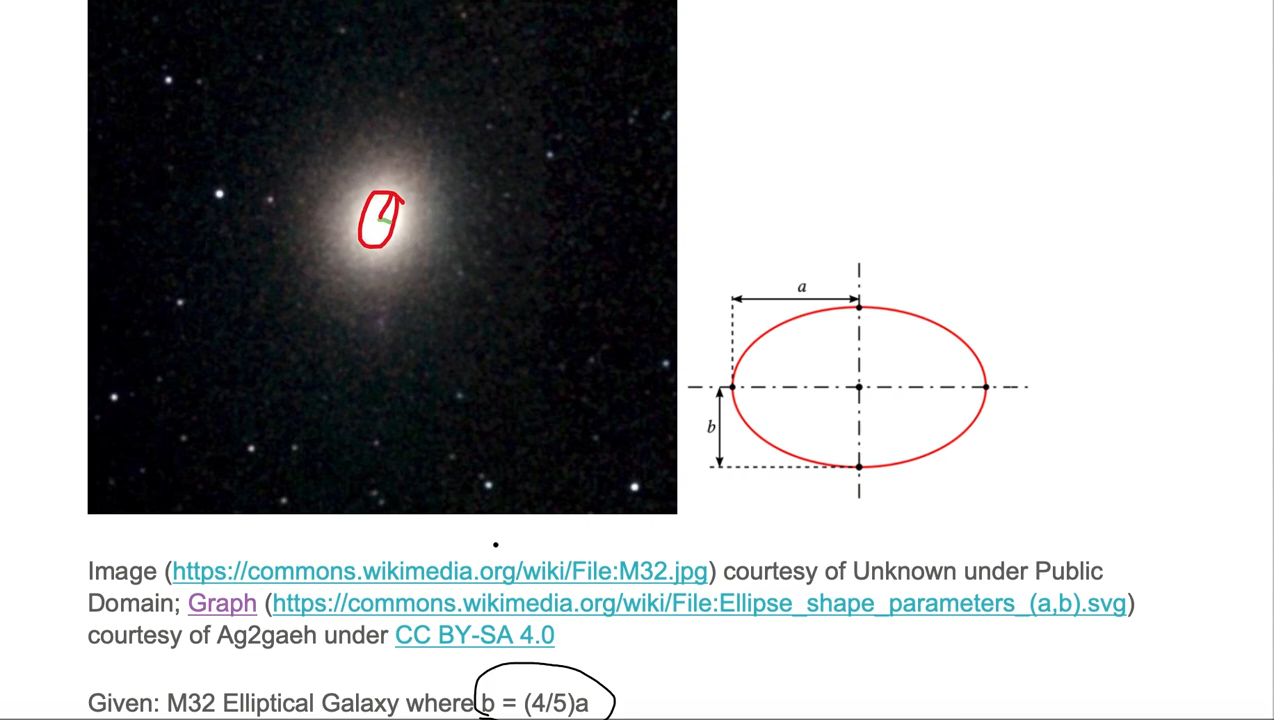 a
b
Image (https://commons.wikimedia.org/wiki/File:M32.jpg) courtesy of Unknown under Public
Domain; Graph (https://commons.wikimedia.org/wiki/File:Ellipse_shape_parameters_(a,b).svg)
courtesy of Ag2gaeh under CC BY-SA 4.0
Given: M32 Elliptical Galaxy where b = (4/5)a